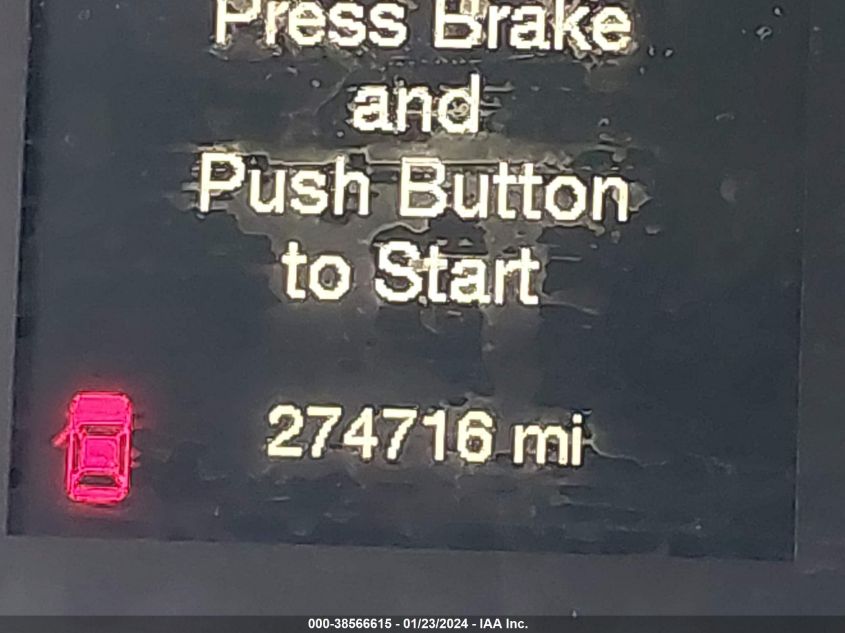 Press Brake
and
Push Button
to Start
274716 mi
000-38566615 - 01/23/2024 - IAA Inc.